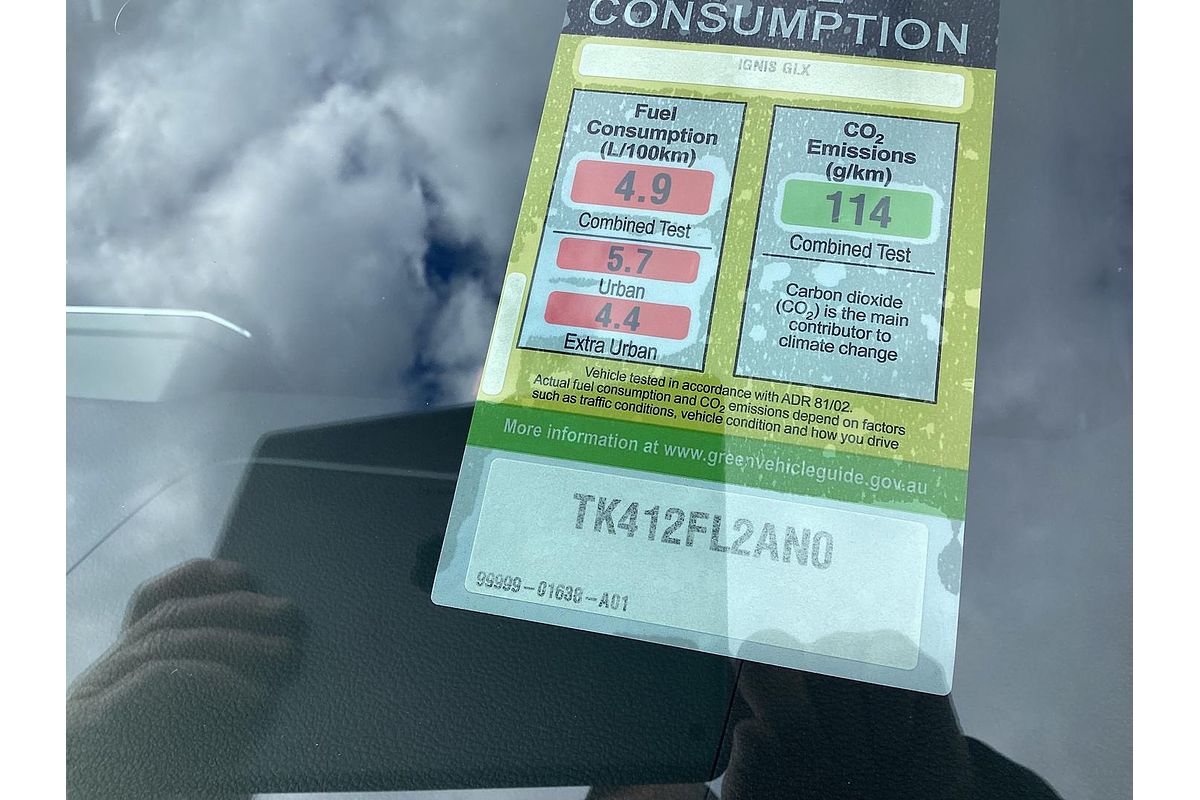 CONSUMPTION
IGNIS GLX
Fuel
Consumption
(L/100km)
4.9
Combined Test
5.7
Urban
4.4
Extra Urban
CO₂
Emissions
(g/km)
114
Combined Test
Carbon dioxide
(CO₂) is the main
contributor to
climate change
Vehicle tested in accordance with ADR 81/02.
Actual fuel consumption and CO₂ emissions depend on factors
such as traffic conditions, vehicle condition and how you drive
More information at www.greenvehicleguide.gov.au
TK412FL2AN0
99999-01638-A01